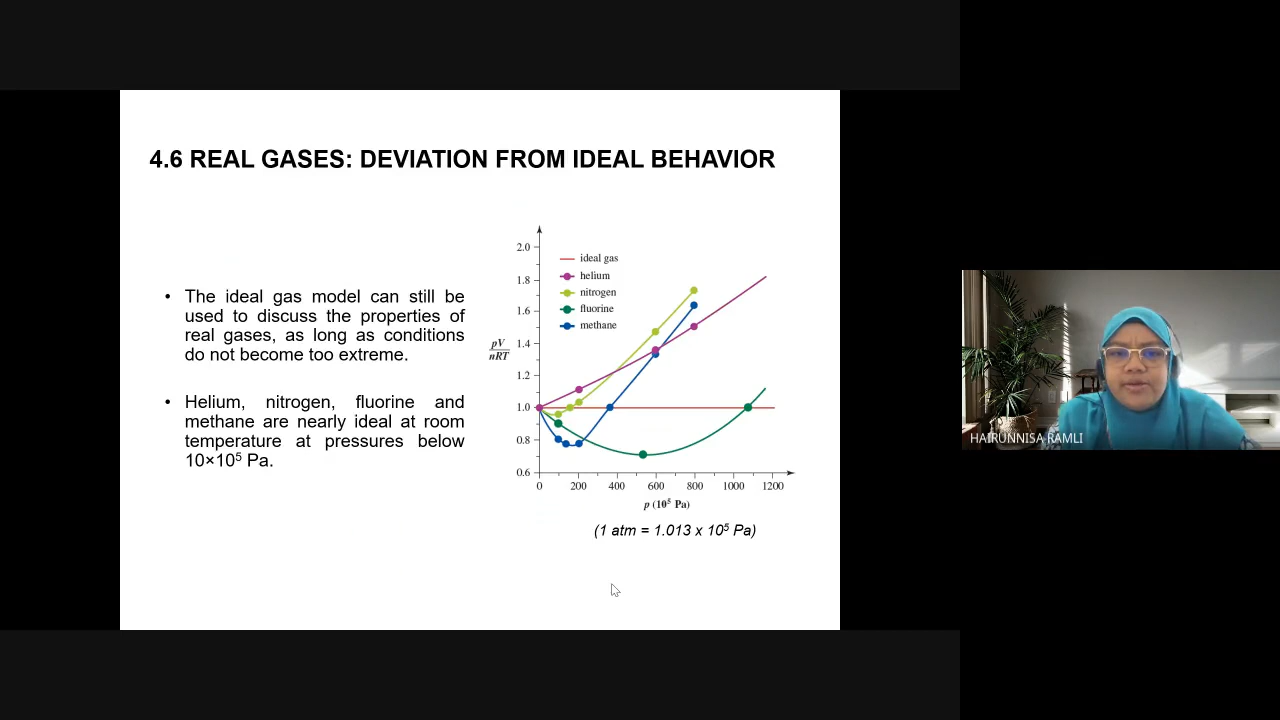 4.6 REAL GASES: DEVIATION FROM IDEAL BEHAVIOR
• The ideal gas model can still be
used to discuss the properties of
real gases, as long as conditions
do not become too extreme.
• Helium, nitrogen, fluorine and
methane are nearly ideal at room
temperature at pressures below
10×10⁵ Pa.
2.0
1.8
1.6
1.4
1.2
1.0
0.8
0.6
pV
nRT
ideal gas
helium
nitrogen
fluorine
methane
0 200 400 600 800 1000 1200
p (10⁵ Pa)
(1 atm = 1.013 x 10⁵ Pa)
HAIRUNNISA RAMLI